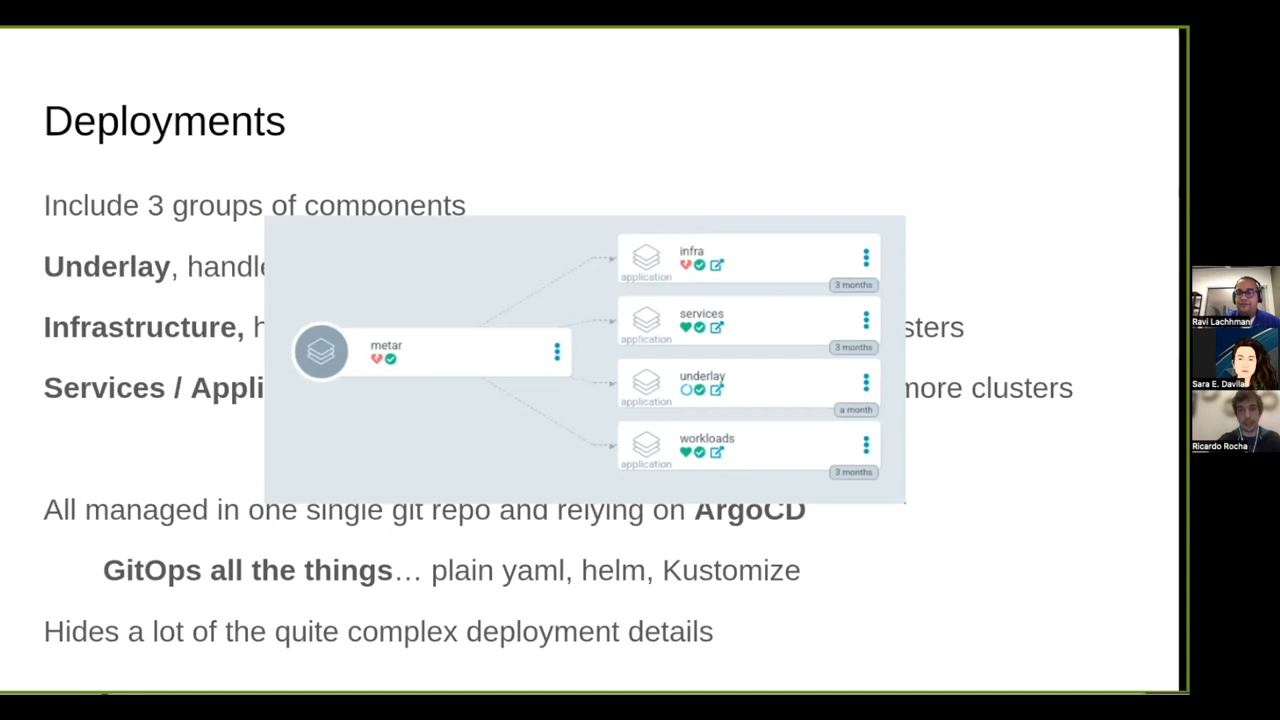 Deployments
Include 3 groups of components
Underlay, handle
Infrastructure, h sters
Services / Appli more clusters
metar
infra
application
3 months
services
application
3 months
underlay
application
a month
workloads
application
3 months
All managed in one single git repo and relying on ArgoCD
GitOps all the things… plain yaml, helm, Kustomize
Hides a lot of the quite complex deployment details
Ravi Lachhman
Sara E. Davila
Ricardo Rocha